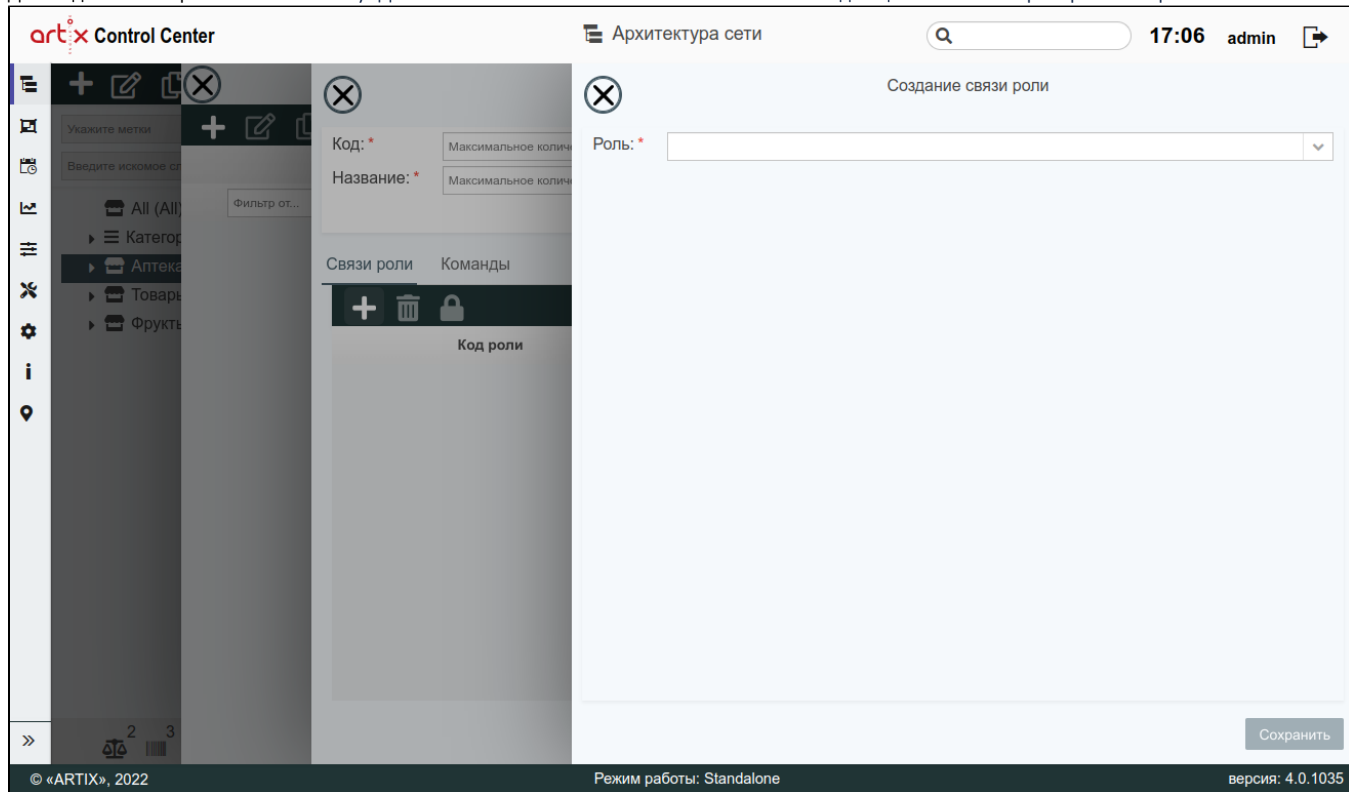 artix Control Center
Архитектура сети
17:06 admin
Создание связи роли
Укажите метки
Введите искомое сл
All (All)
Категор
Аптека
Товары
Фрукты
2 3
Фильтр от...
Код: * Максимальное количе
Название: * Максимальное количе
Связи роли Команды
Код роли
Роль: *
Сохранить
© «ARTIX», 2022 Режим работы: Standalone версия: 4.0.1035